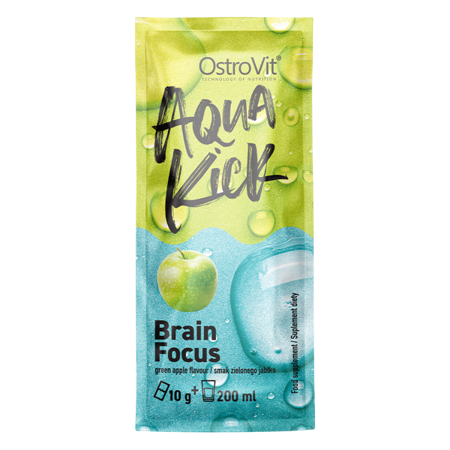 OstroVit®
TECHNOLOGY OF NUTRITION
AQUA
KICK
Brain
Focus
green apple flavour / smak zielonego jabłka
10 g + 200 ml
Food supplement / Suplement diety